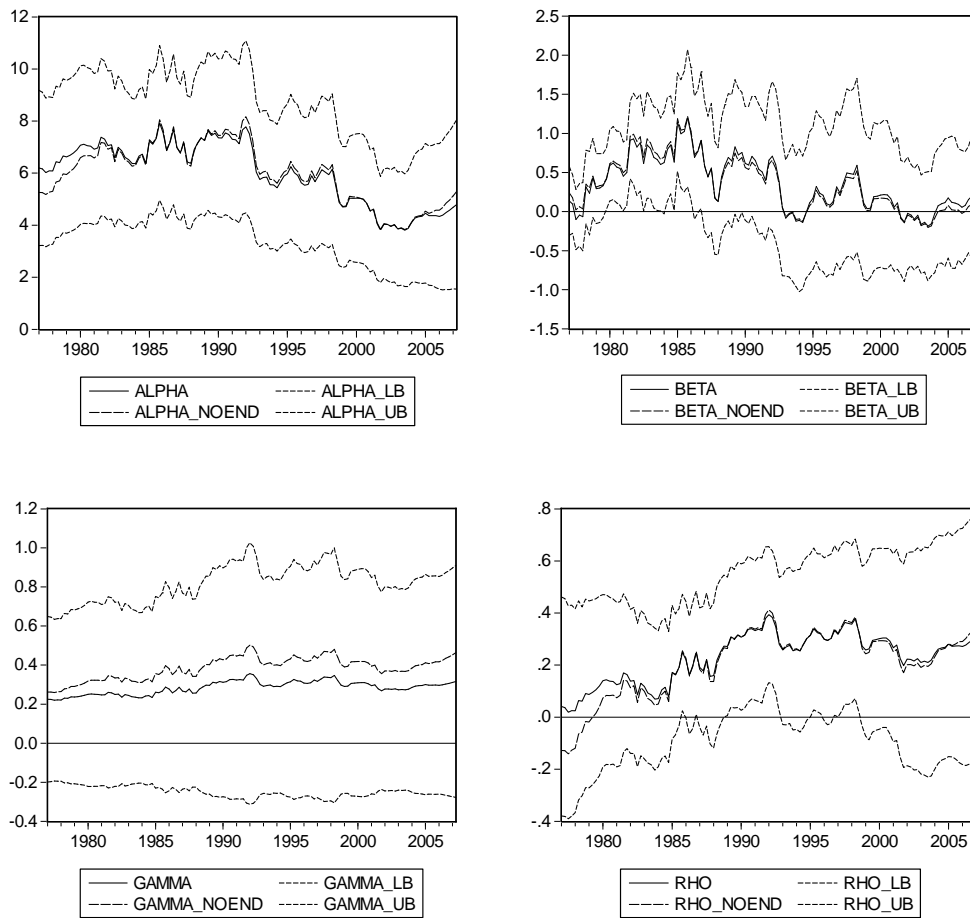 12
10
8
6
4
2
0
1980 1985 1990 1995 2000 2005
ALPHA ALPHA_LB
ALPHA_NOEND ALPHA_UB
2.5
2.0
1.5
1.0
0.5
0.0
-0.5
-1.0
-1.5
1980 1985 1990 1995 2000 2005
BETA BETA_LB
BETA_NOEND BETA_UB
1.2
1.0
0.8
0.6
0.4
0.2
0.0
-0.2
-0.4
1980 1985 1990 1995 2000 2005
GAMMA GAMMA_LB
GAMMA_NOEND GAMMA_UB
.8
.6
.4
.2
.0
-.2
-.4
1980 1985 1990 1995 2000 2005
RHO RHO_LB
RHO_NOEND RHO_UB